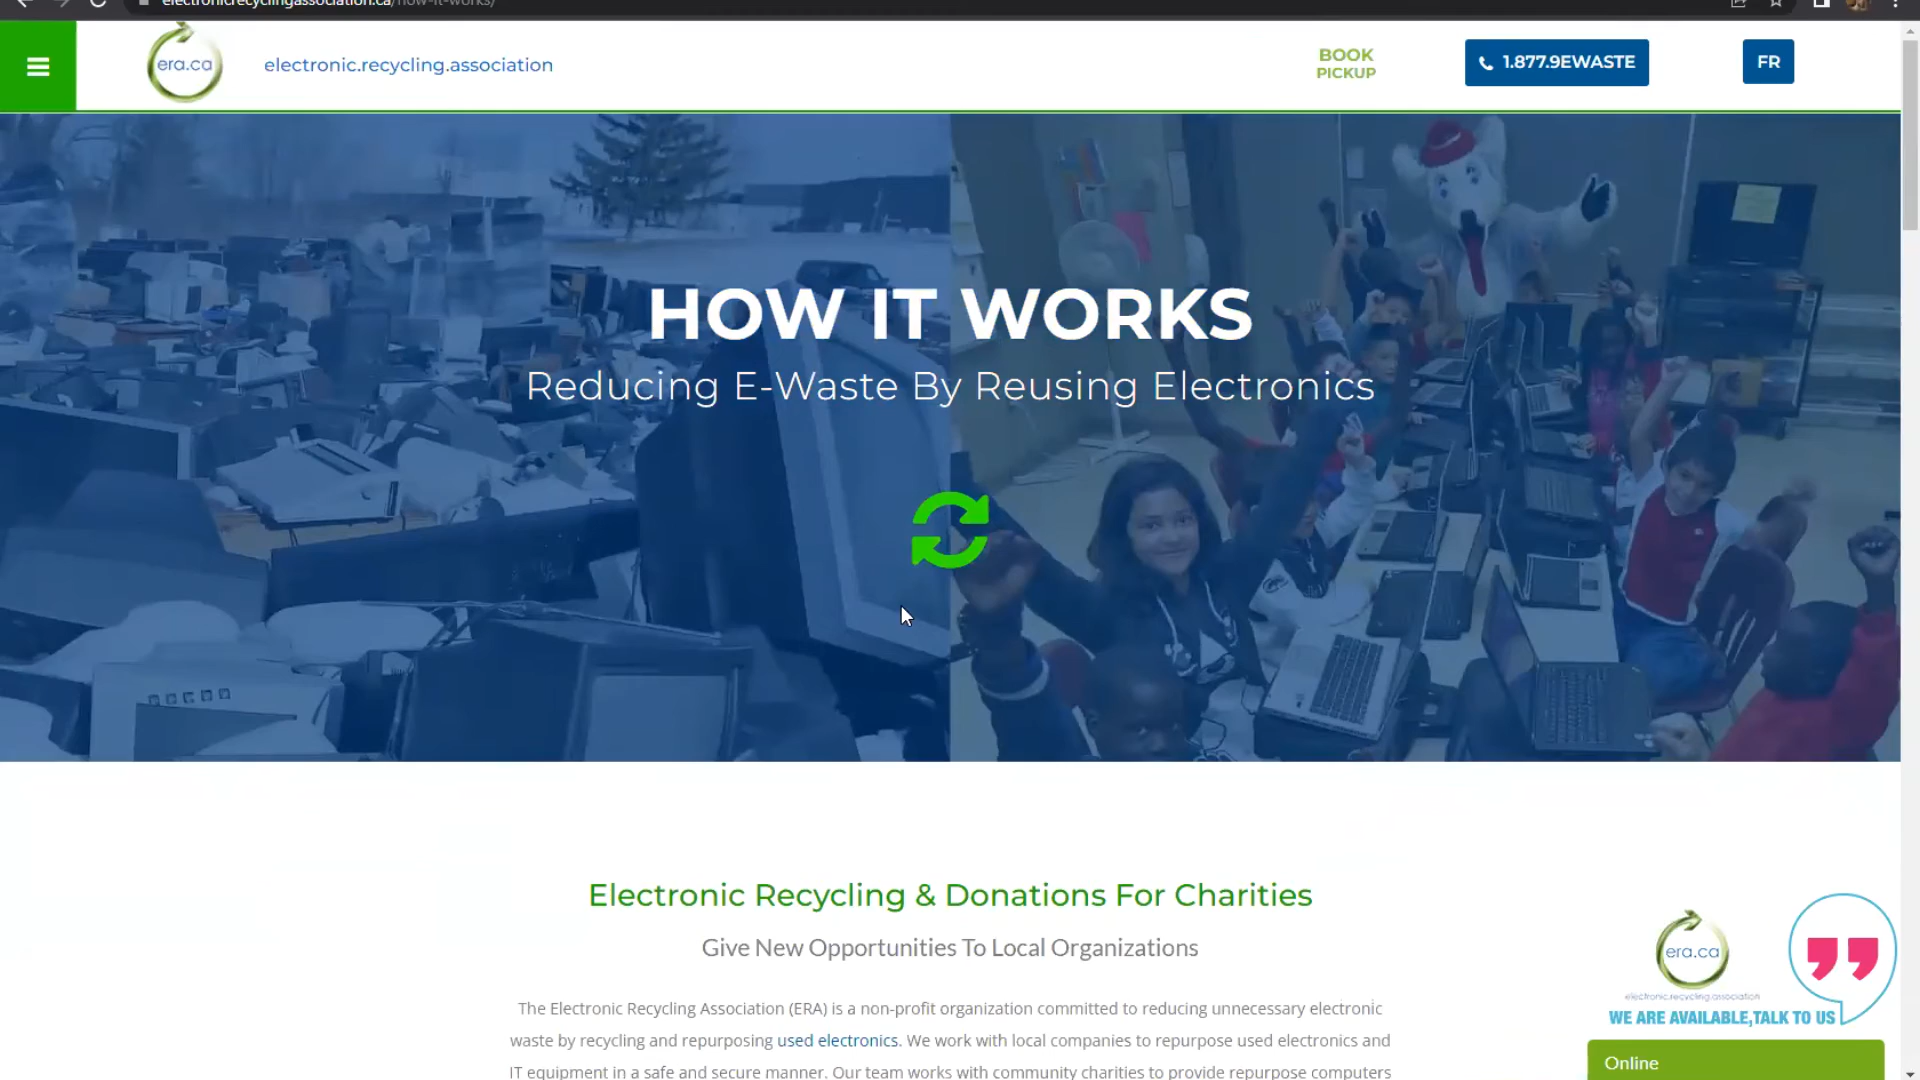 electronicrecyclingassociation.ca/how-it-works/
era.ca
electronic.recycling.association
BOOK
PICKUP
1.877.9EWASTE
FR
HOW IT WORKS
Reducing E-Waste By Reusing Electronics
Electronic Recycling & Donations For Charities
Give New Opportunities To Local Organizations
The Electronic Recycling Association (ERA) is a non-profit organization committed to reducing unnecessary electronic
waste by recycling and repurposing used electronics. We work with local companies to repurpose used electronics and
IT equipment in a safe and secure manner. Our team works with community charities to provide repurpose computers
era.ca
electronic.recycling.association
WE ARE AVAILABLE,TALK TO US
Online